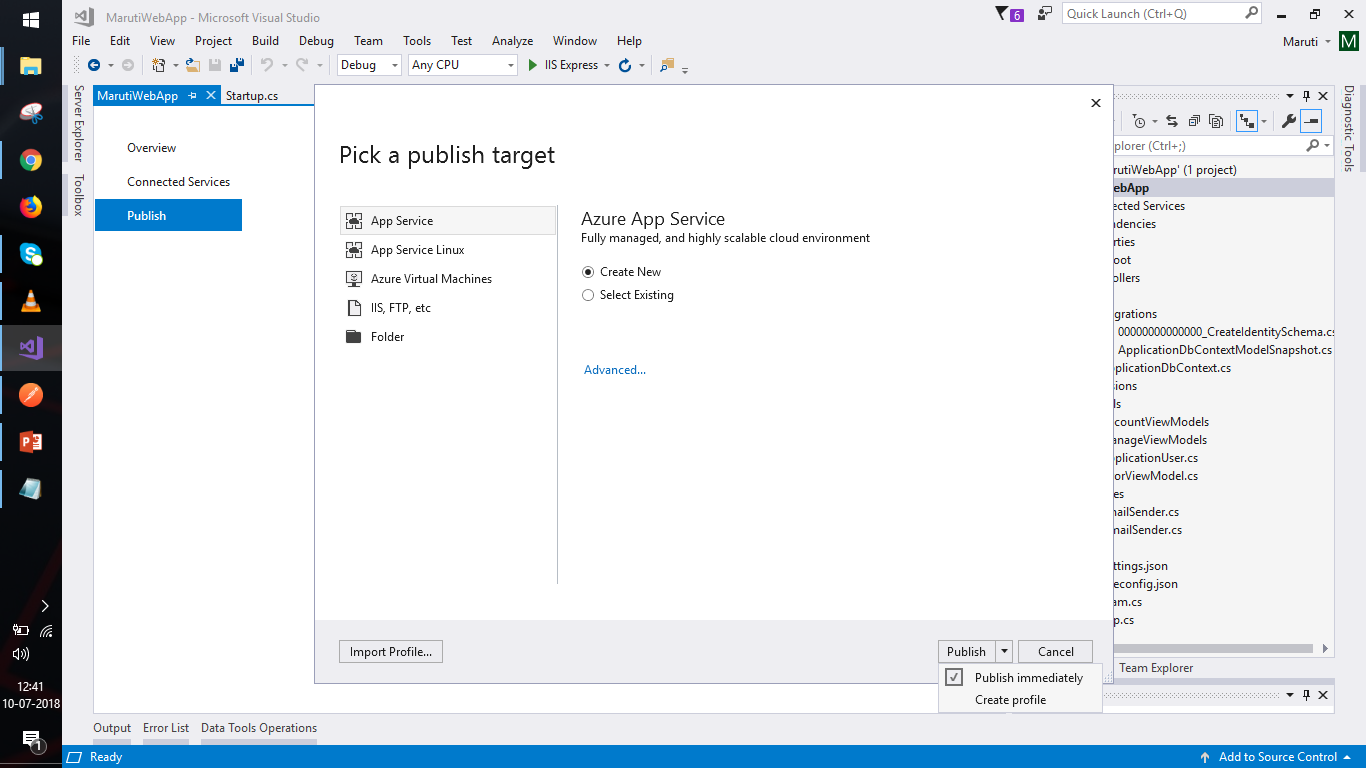 MarutiWebApp - Microsoft Visual Studio
6
Quick Launch (Ctrl+Q)
File Edit View Project Build Debug Team Tools Test Analyze Window Help
Maruti
M
Debug Any CPU IIS Express
Server Explorer
Toolbox
MarutiWebApp Startup.cs
Overview
Connected Services
Publish
Pick a publish target
App Service
App Service Linux
Azure Virtual Machines
IIS, FTP, etc
Folder
Azure App Service
Fully managed, and highly scalable cloud environment
Create New
Select Existing
Advanced...
Import Profile...
Publish
Cancel
Publish immediately
Create profile
Diagnostic Tools
plorer (Ctrl+;)
rutiWebApp' (1 project)
bApp
ected Services
ndencies
rties
oot
ollers
grations
00000000000000_CreateIdentitySchema.cs
ApplicationDbContextModelSnapshot.cs
plicationDbContext.cs
sions
ls
countViewModels
anageViewModels
plicationUser.cs
orViewModel.cs
es
nailSender.cs
mailSender.cs
ttings.json
econfig.json
am.cs
p.cs
Team Explorer
12:41
10-07-2018
1
Output Error List Data Tools Operations
Ready
Add to Source Control